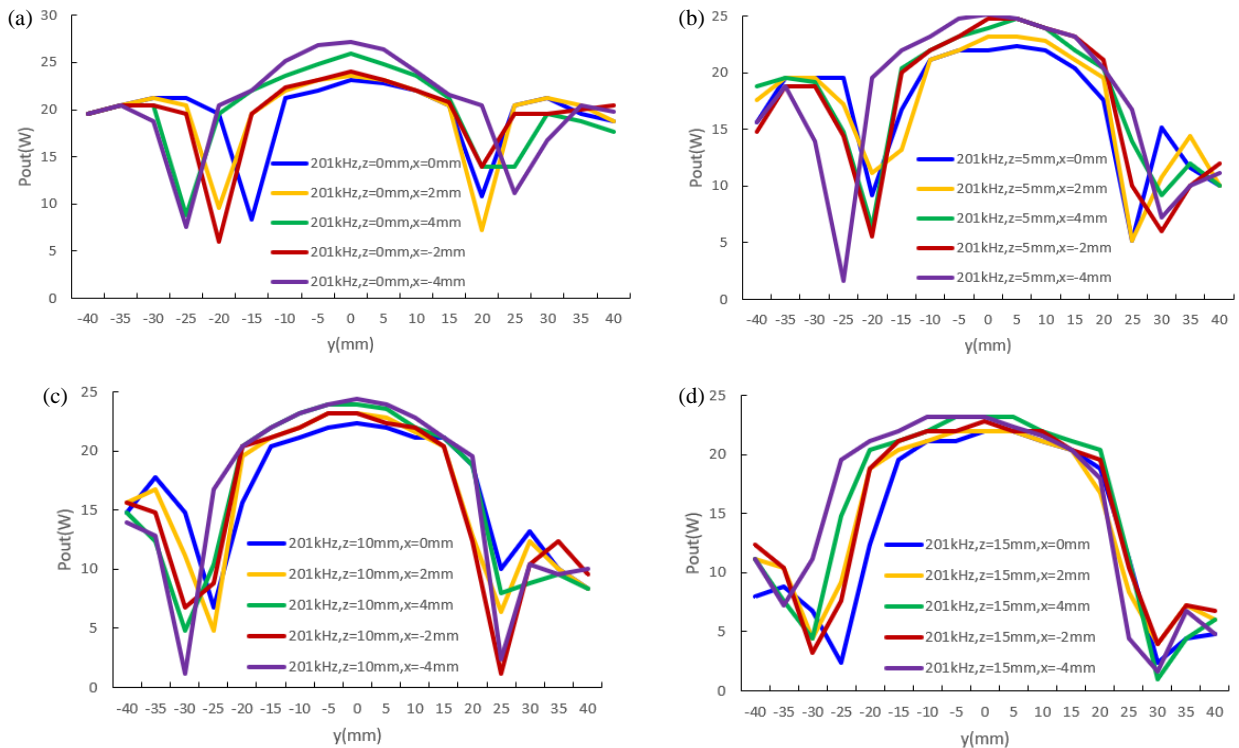 (a)
30
25
20
15
10
5
0
Pout(W)
201kHz,z=0mm,x=0mm
201kHz,z=0mm,x=2mm
201kHz,z=0mm,x=4mm
201kHz,z=0mm,x=-2mm
201kHz,z=0mm,x=-4mm
-40 -35 -30 -25 -20 -15 -10 -5 0 5 10 15 20 25 30 35 40
y(mm)
(b)
25
20
15
10
5
0
Pout(W)
201kHz,z=5mm,x=0mm
201kHz,z=5mm,x=2mm
201kHz,z=5mm,x=4mm
201kHz,z=5mm,x=-2mm
201kHz,z=5mm,x=-4mm
-40 -35 -30 -25 -20 -15 -10 -5 0 5 10 15 20 25 30 35 40
y(mm)
(c)
25
20
15
10
5
0
Pout(W)
201kHz,z=10mm,x=0mm
201kHz,z=10mm,x=2mm
201kHz,z=10mm,x=4mm
201kHz,z=10mm,x=-2mm
201kHz,z=10mm,x=-4mm
-40 -35 -30 -25 -20 -15 -10 -5 0 5 10 15 20 25 30 35 40
y(mm)
(d)
25
20
15
10
5
0
Pout(W)
201kHz,z=15mm,x=0mm
201kHz,z=15mm,x=2mm
201kHz,z=15mm,x=4mm
201kHz,z=15mm,x=-2mm
201kHz,z=15mm,x=-4mm
-40 -35 -30 -25 -20 -15 -10 -5 0 5 10 15 20 25 30 35 40
y(mm)